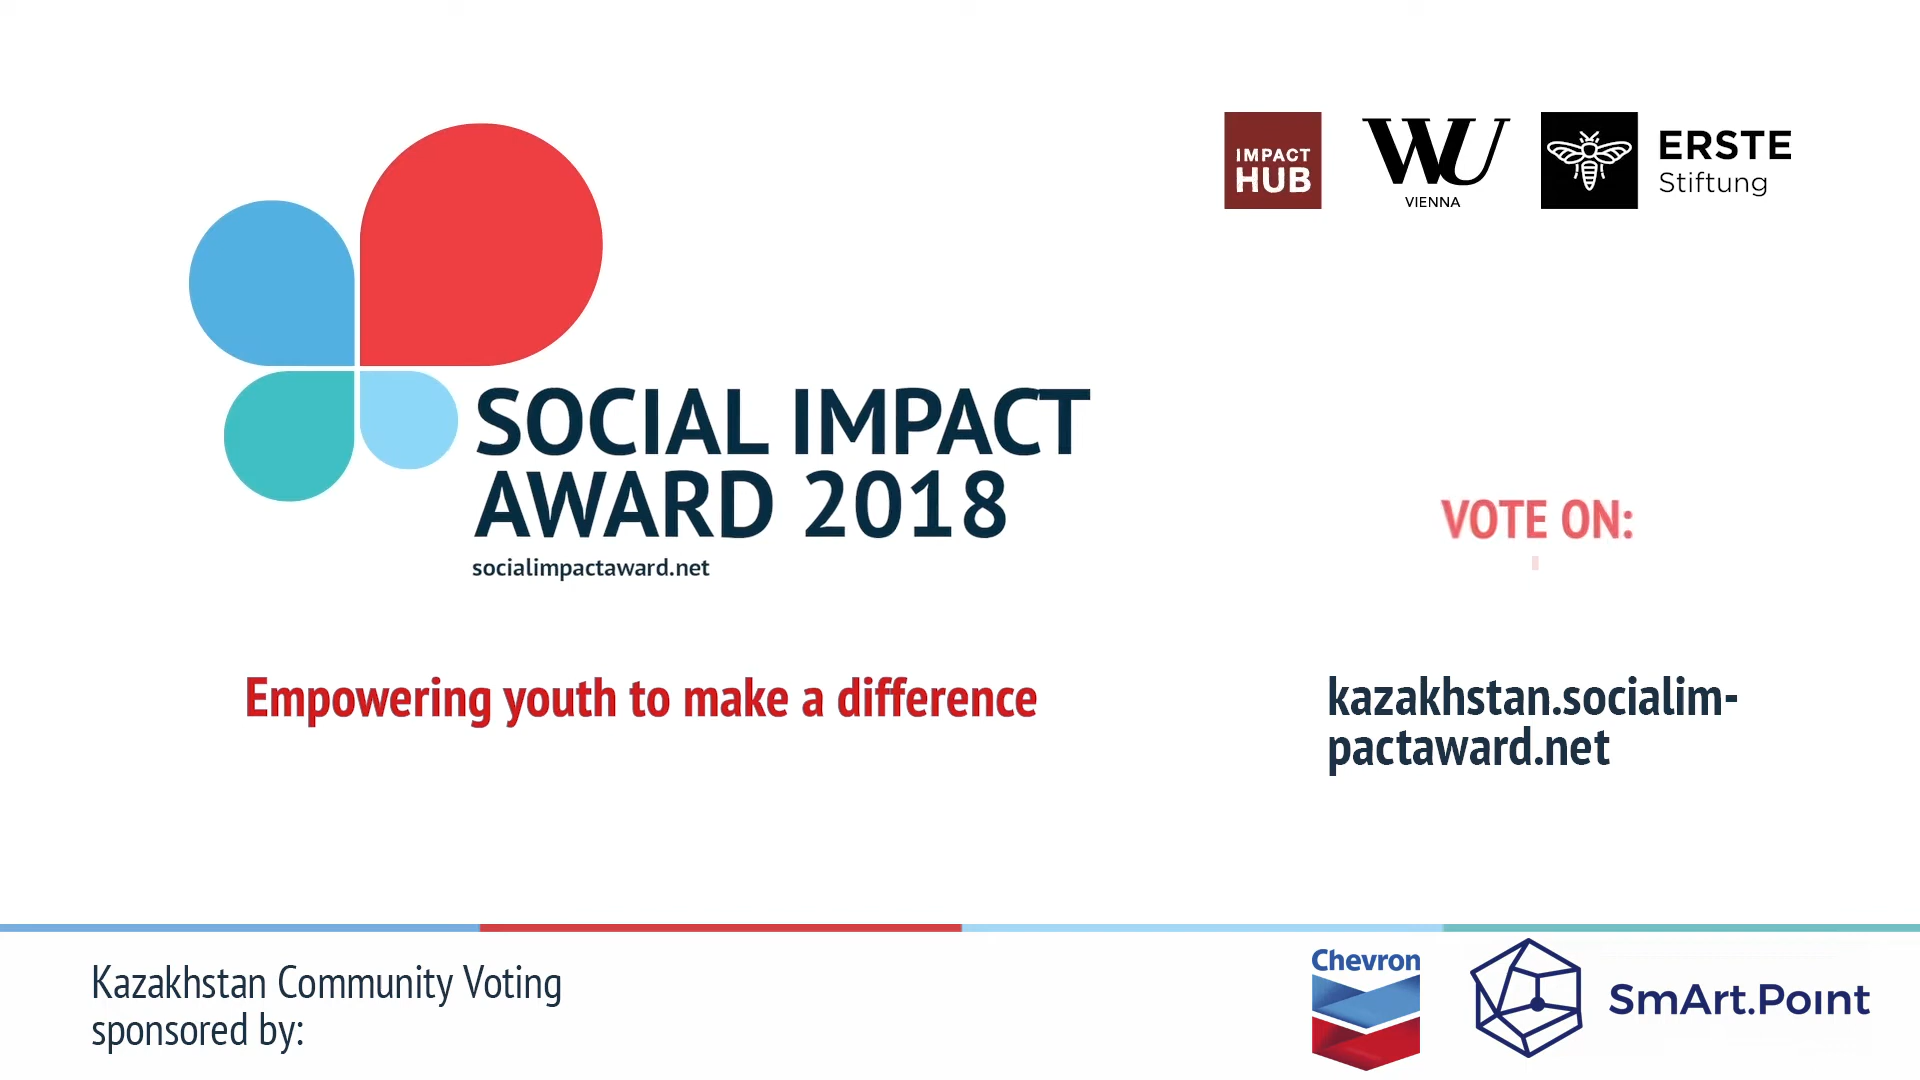 IMPACT
HUB
WU
VIENNA
ERSTE
Stiftung
SOCIAL IMPACT
AWARD 2018
socialimpactaward.net
VOTE ON:
Empowering youth to make a difference
kazakhstan.socialim-
pactaward.net
Kazakhstan Community Voting
sponsored by:
Chevron
SmArt.Point